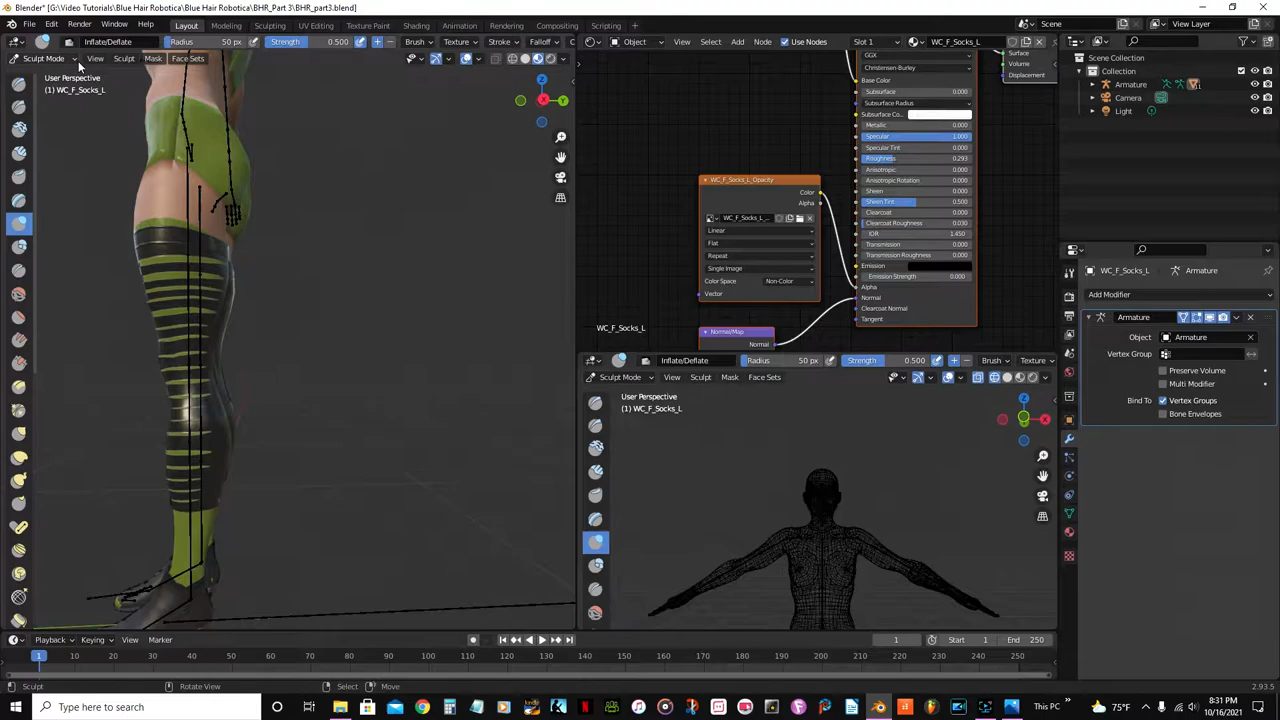 Blender* [G:\Video Tutorials\Blue Hair Robotica\Blue Hair Robotica\BHR_Part 3\BHR_part3.blend]
File Edit Render Window Help Layout Modeling Sculpting UV Editing Texture Paint Shading Animation Rendering Compositing Scripting + Scene View Layer
Inflate/Deflate Radius 50 px Strength 0.500 Brush Texture Stroke Falloff
Object View Select Add Node Use Nodes Slot 1 WC_F_Socks_L
Sculpt Mode View Sculpt Mask Face Sets
User Perspective
(1) WC_F_Socks_L
Z
X
Y
GGX
Christensen-Burley
Base Color
Subsurface 0.000
Subsurface Radius
Subsurface Co..
Metallic 0.000
Specular 1.000
Specular Tint 0.000
Roughness 0.293
Anisotropic 0.000
Anisotropic Rotation 0.000
Sheen 0.000
Sheen Tint 0.500
Clearcoat 0.000
Clearcoat Roughness 0.030
IOR 1.450
Transmission 0.000
Transmission Roughness 0.000
Emission
Emission Strength 0.000
Alpha
Normal
Clearcoat Normal
Tangent
Surface
Volume
Displacement
WC_F_Socks_L_Opacity
Color
Alpha
WC_F_Socks_L_...
Linear
Flat
Repeat
Single Image
Color Space Non-Color
Vector
WC_F_Socks_L
Normal/Map
Normal
Scene Collection
Collection
Armature
Camera
Light
WC_F_Socks_L Armature
Add Modifier
Armature
Object Armature
Vertex Group
Preserve Volume
Multi Modifier
Bind To Vertex Groups
Bone Envelopes
Inflate/Deflate Radius 50 px Strength 0.500 Brush Texture
Sculpt Mode View Sculpt Mask Face Sets
User Perspective
(1) WC_F_Socks_L
Z
X
Playback Keying View Marker 1 Start 1 End 250
1 10 20 30 40 50 60 70 80 90 100 110 120 130 140 150 160 170 180 190 200 210 220 230 240 250
Sculpt Rotate View Select Move 2.93.5
Type here to search This PC 75°F 8:31 PM
10/16/2021